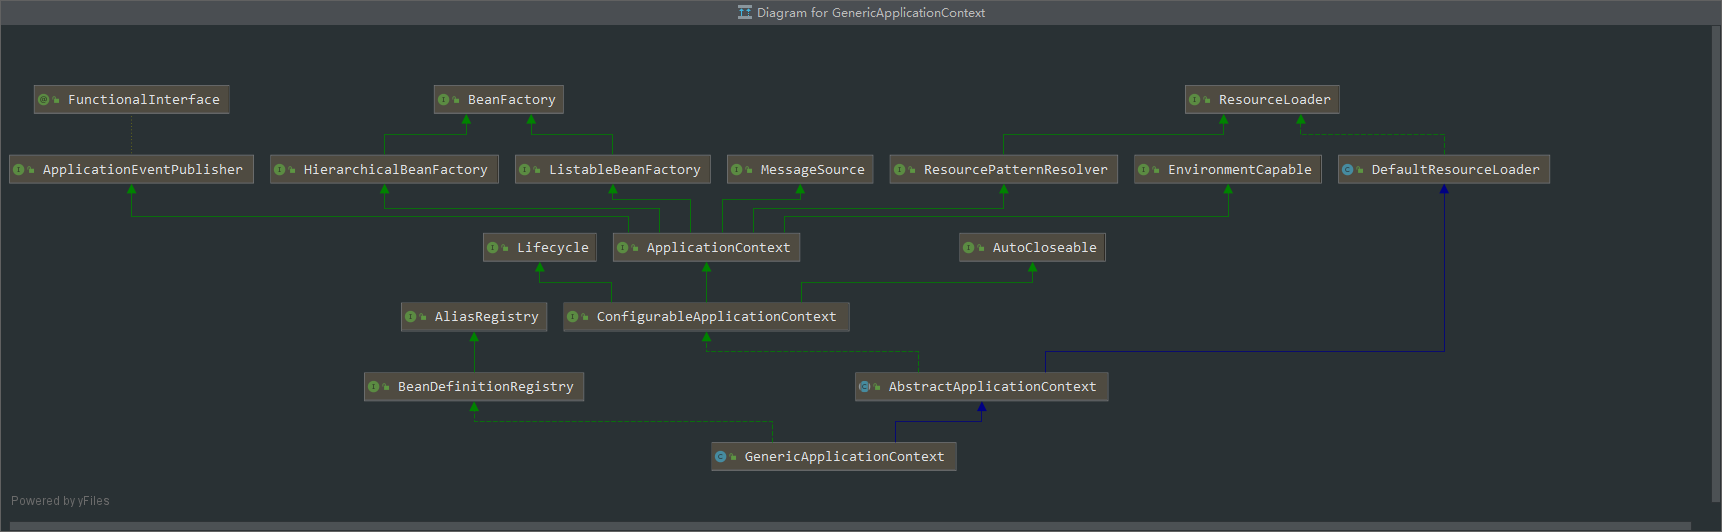 Diagram for GenericApplicationContext
FunctionalInterface
BeanFactory
ResourceLoader
ApplicationEventPublisher
HierarchicalBeanFactory
ListableBeanFactory
MessageSource
ResourcePatternResolver
EnvironmentCapable
DefaultResourceLoader
Lifecycle
ApplicationContext
AutoCloseable
AliasRegistry
ConfigurableApplicationContext
BeanDefinitionRegistry
AbstractApplicationContext
GenericApplicationContext
Powered by yFiles